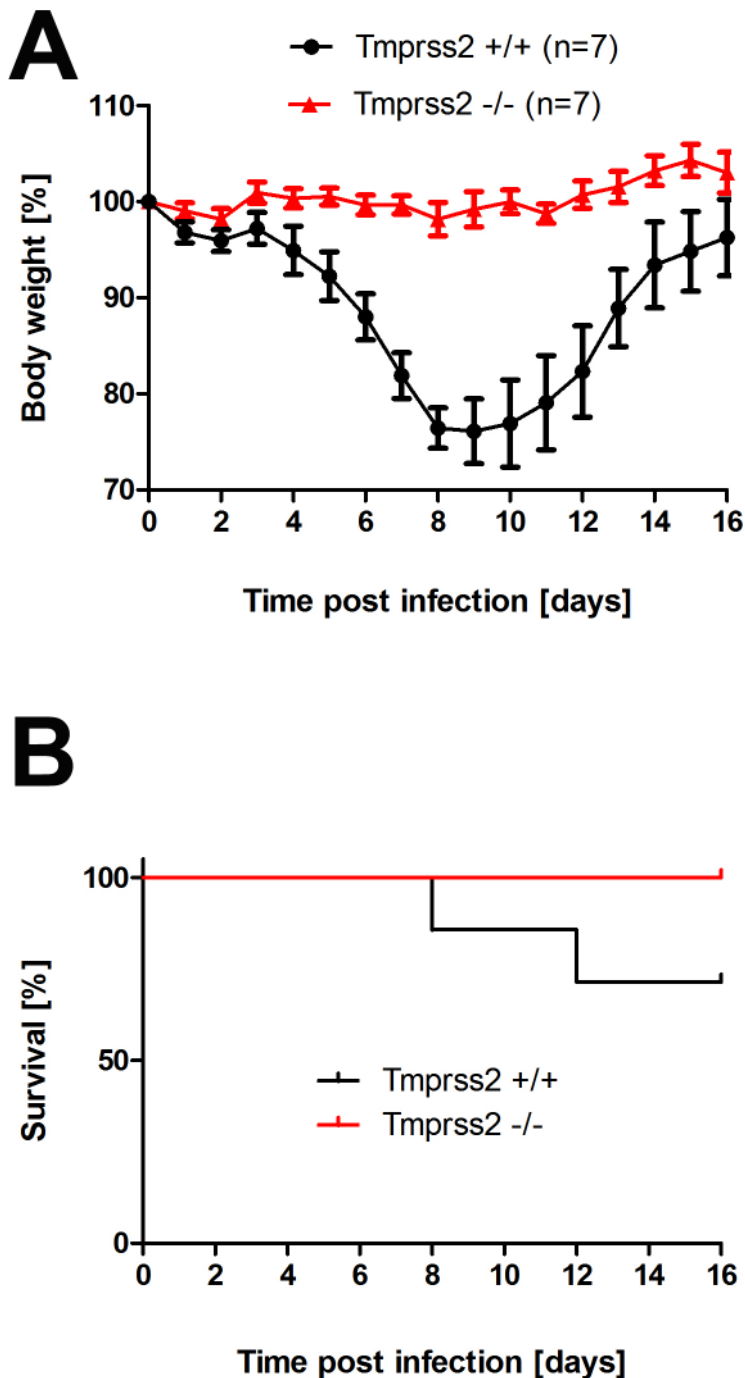 A
Tmprss2 +/+ (n=7)
Tmprss2 -/- (n=7)
110
100
90
80
70
Body weight [%]
0 2 4 6 8 10 12 14 16
Time post infection [days]
B
100
50
0
Survival [%]
Tmprss2 +/+
Tmprss2 -/-
0 2 4 6 8 10 12 14 16
Time post infection [days]